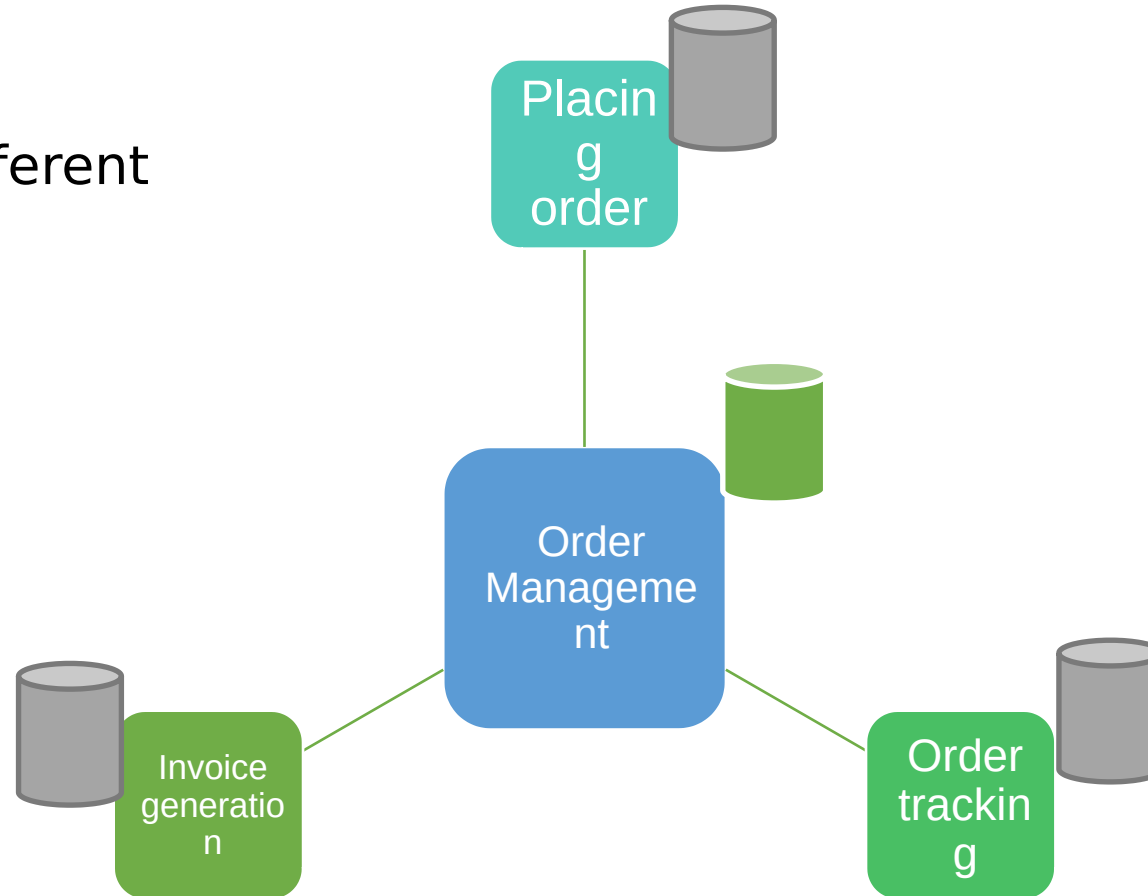 Placin
g
order
ferent
Order
Manageme
nt
Invoice
generatio
n
Order
trackin
g